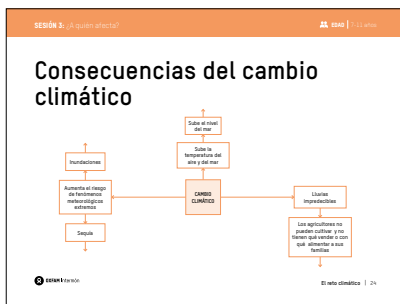 SESIÓN 3: ¿A quién afecta?
EDAD | 7-11 años
Consecuencias del cambio
climático
Sube el nivel
del mar
Sube la
temperatura del
aire y del mar
Inundaciones
Aumenta el riesgo
de fenómenos
meteorológicos
extremos
Sequía
CAMBIO
CLIMÁTICO
Lluvias
impredecibles
Los agricultores no
pueden cultivar y no
tienen qué vender o con
qué alimentar a sus
familias
OXFAM Intermón
El reto climático | 24